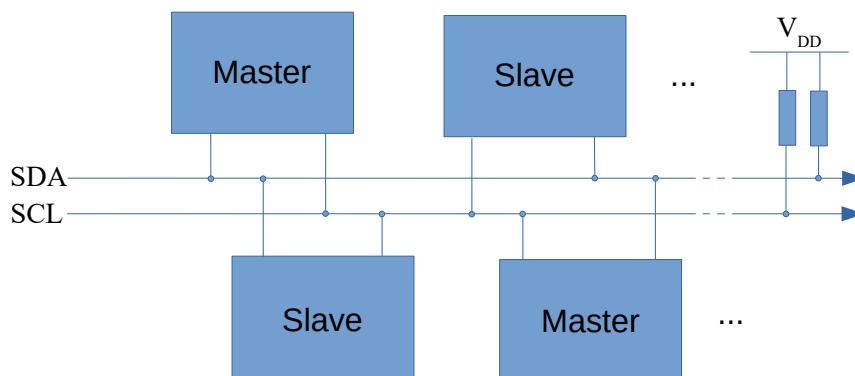 Master
Slave
...
VDD
SDA
SCL
Slave
Master
...